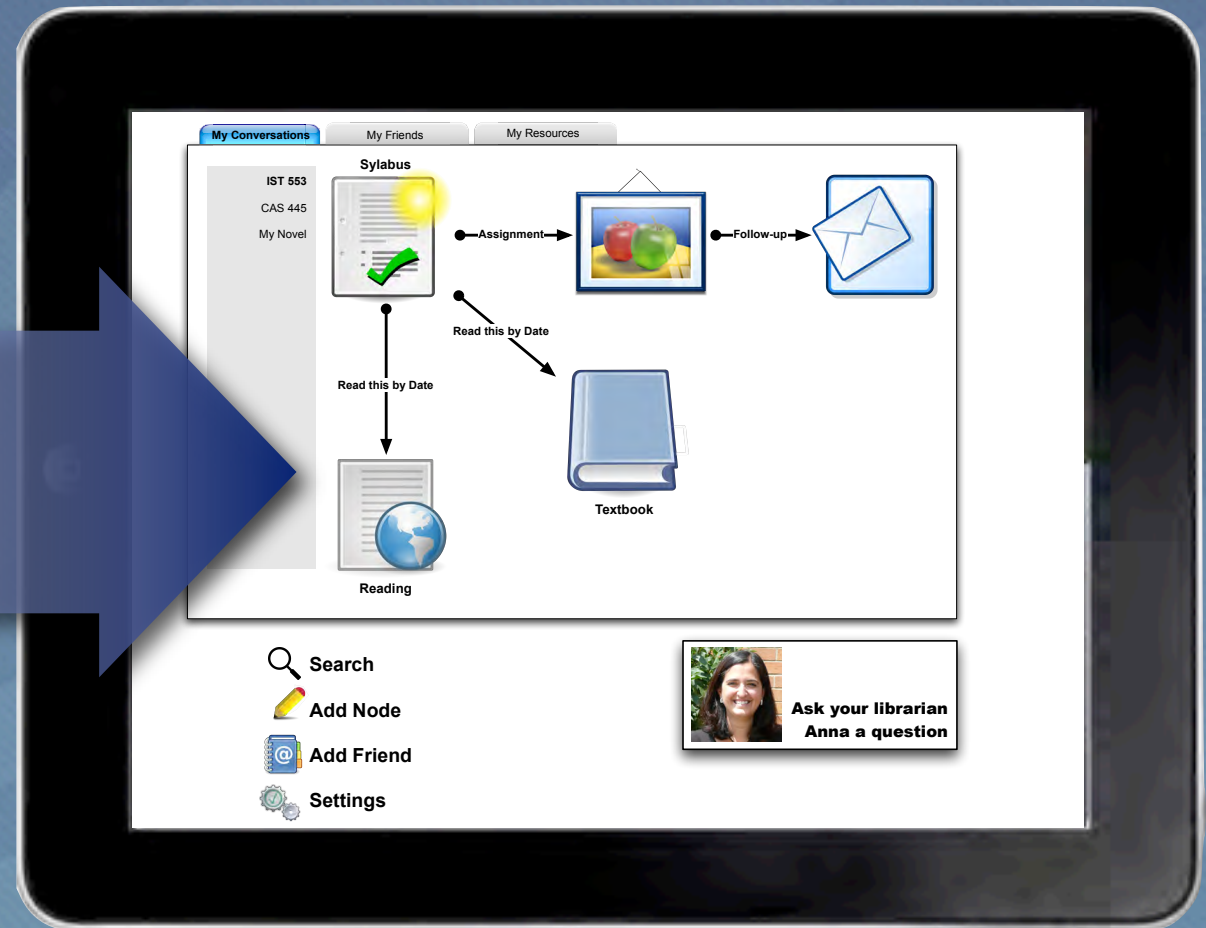 My Conversations
My Friends
My Resources
IST 553
CAS 445
My Novel
Sylabus
Assignment
Follow-up
Read this by Date
Read this by Date
Textbook
Reading
Search
Add Node
@
Add Friend
Settings
Ask your librarian
Anna a question